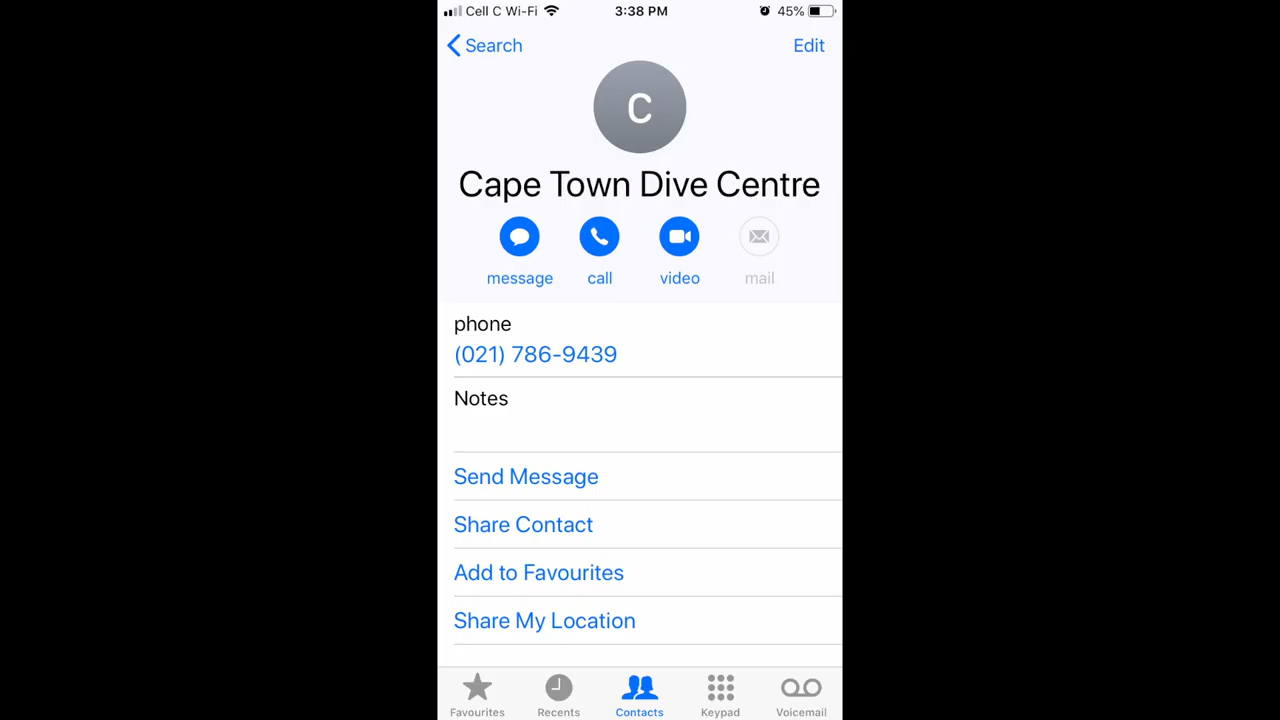 Cell C Wi-Fi 3:38 PM 45%
Search Edit
C
Cape Town Dive Centre
message call video mail
phone
(021) 786-9439
Notes
Send Message
Share Contact
Add to Favourites
Share My Location
Favourites Recents Contacts Keypad Voicemail